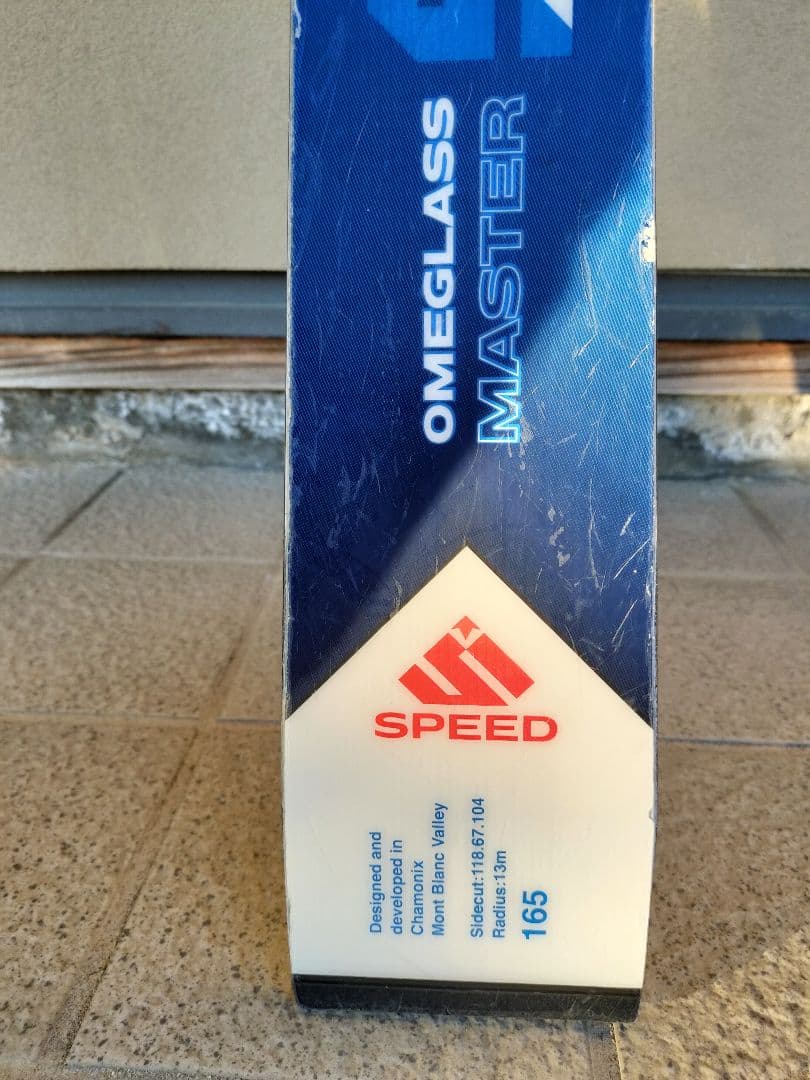 OMEGLASS
MASTER
SPEED
Designed and
developed in
Chamonix
Mont Blanc Valley
Sidecut:118.67.104
Radius:13m
165